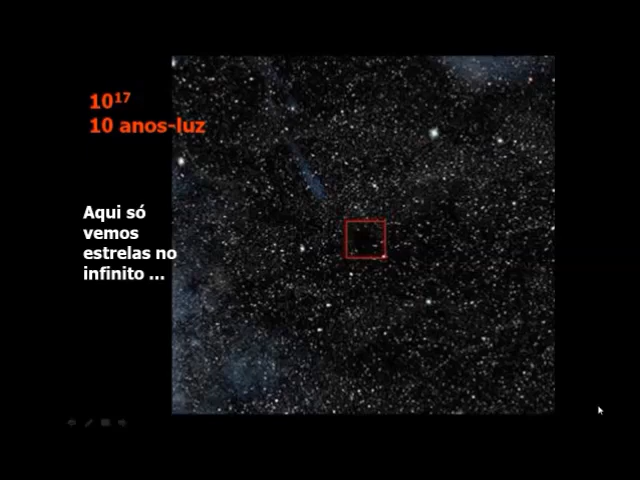 10¹⁷
10 anos-luz
Aqui só
vemos
estrelas no
infinito ...